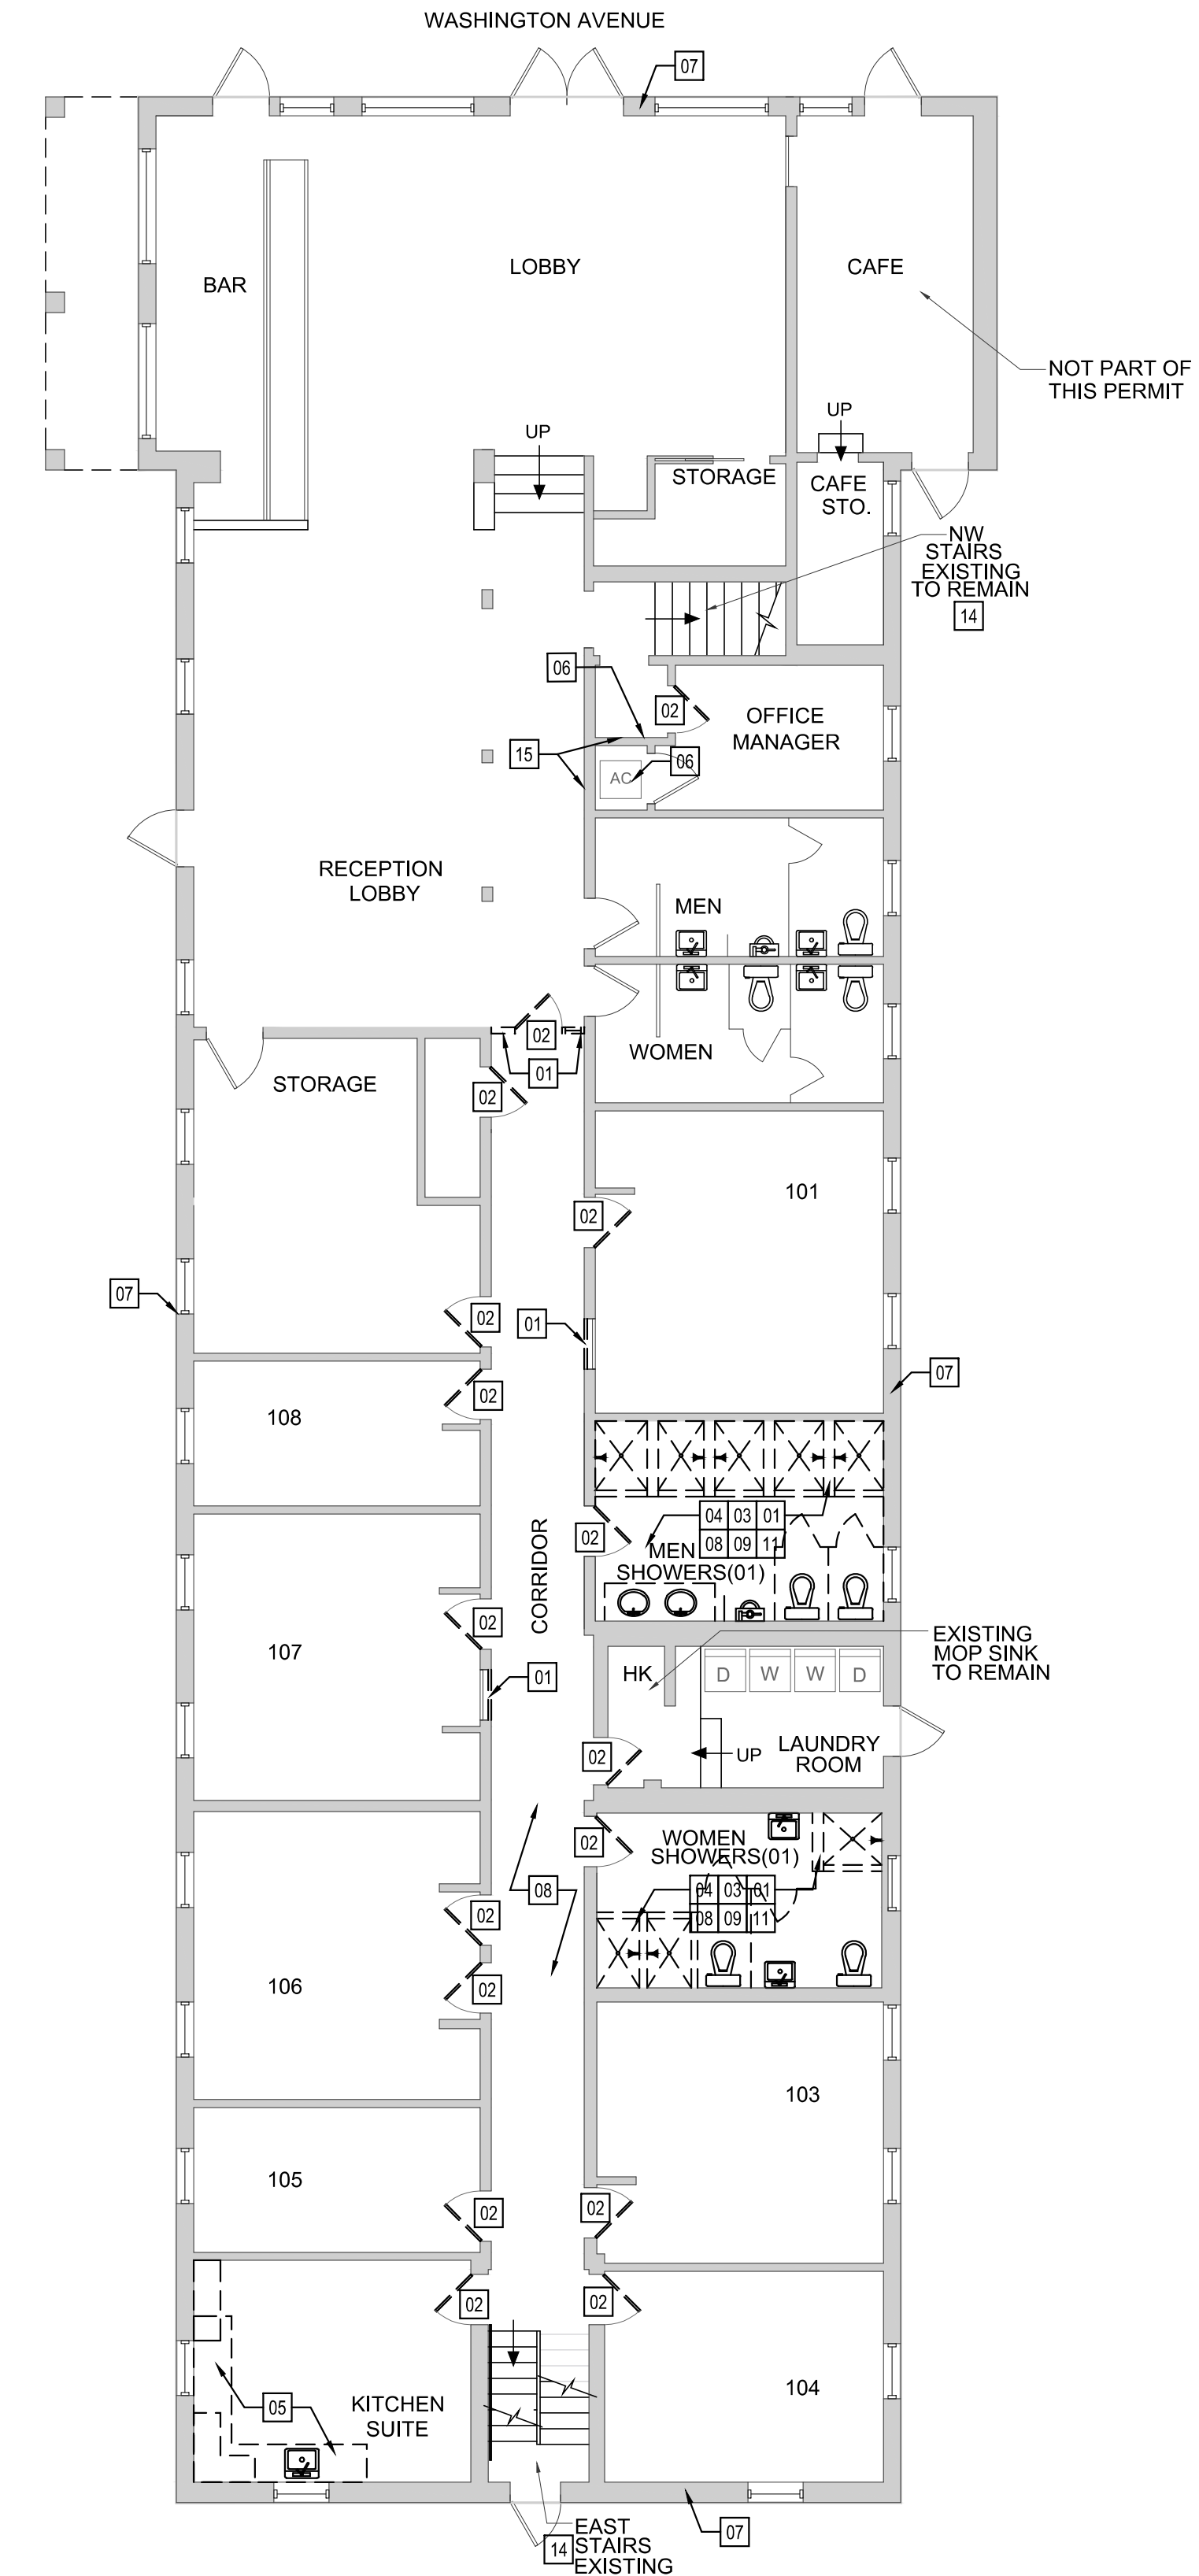 WASHINGTON AVENUE
07
BAR
LOBBY
CAFE
NOT PART OF
THIS PERMIT
UP
UP
STORAGE
CAFE
STO.
NW
STAIRS
EXISTING
TO REMAIN
14
06
02
OFFICE
MANAGER
15
AC
06
RECEPTION
LOBBY
MEN
WOMEN
02
01
STORAGE
02
101
02
07
02
01
07
108
02
04 03 01
08 09 11
02
MEN
SHOWERS(01)
CORRIDOR
107
02
EXISTING
MOP SINK
TO REMAIN
HK
D W W D
01
02
UP
LAUNDRY
ROOM
02
WOMEN
SHOWERS(01)
08
04 03 01
08 09 11
02
106
02
103
105
02
02
02
02
104
05
KITCHEN
SUITE
07
14
EAST
STAIRS
EXISTING